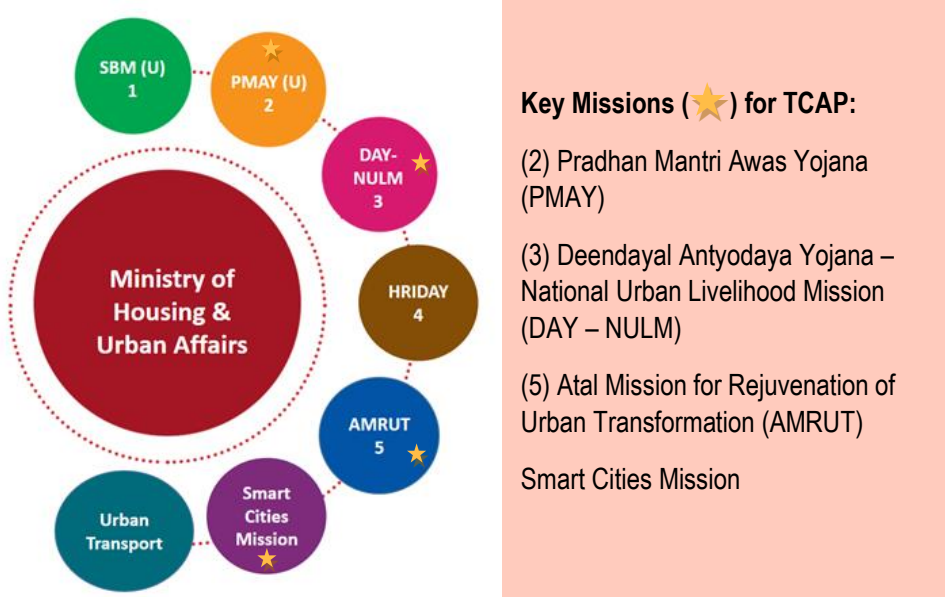 SBM (U)
1
PMAY (U)
2
DAY-
NULM
3
HRIDAY
4
AMRUT
5
Smart
Cities
Mission
Urban
Transport
Ministry of
Housing &
Urban Affairs
Key Missions ( ) for TCAP:
(2) Pradhan Mantri Awas Yojana
(PMAY)
(3) Deendayal Antyodaya Yojana –
National Urban Livelihood Mission
(DAY – NULM)
(5) Atal Mission for Rejuvenation of
Urban Transformation (AMRUT)
Smart Cities Mission